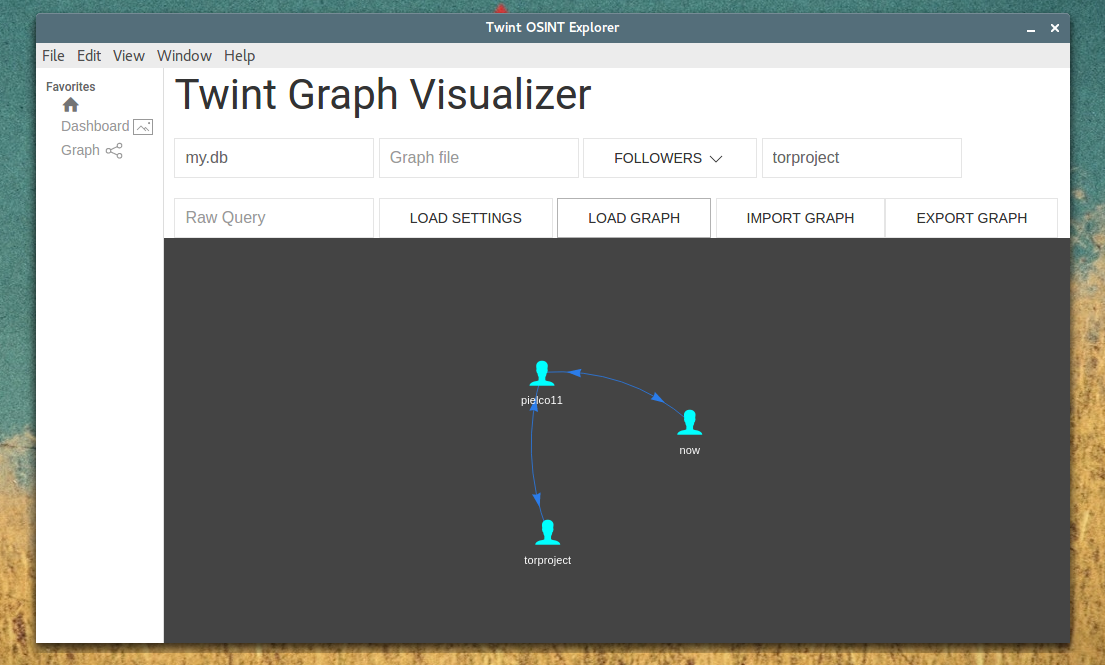 Twint OSINT Explorer
File Edit View Window Help
Favorites
Dashboard
Graph
Twint Graph Visualizer
my.db Graph file FOLLOWERS torproject
Raw Query LOAD SETTINGS LOAD GRAPH IMPORT GRAPH EXPORT GRAPH
pielco11
now
torproject